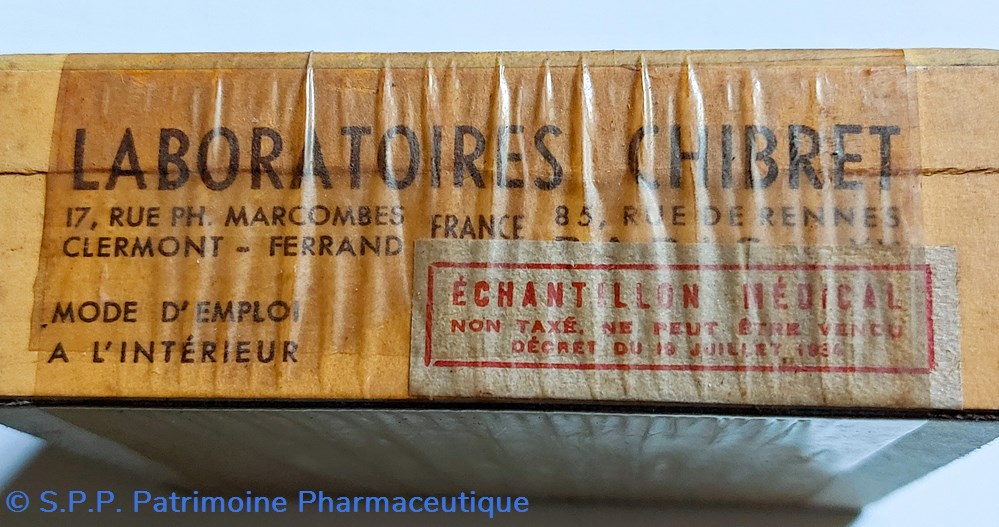 LABORATOIRES CHIBRET
17, RUE PH. MARCOMBES
CLERMONT - FERRAND
FRANCE
85, RUE DE RENNES
MODE D'EMPLOI
A L'INTÉRIEUR
ÉCHANTILLON MÉDICAL
NON TAXÉ, NE PEUT ÊTRE VENDU
DÉCRET DU 19 JUILLET
© S.P.P. Patrimoine Pharmaceutique